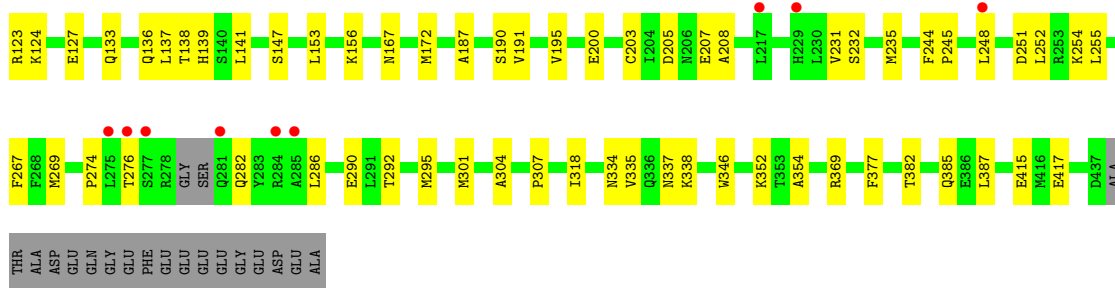 R123 K124 E127 Q133 Q136 L137 T138 H139 S140 L141 S147 L153 K156 N167 M172 A187 S190 V191 V195 E200 C203 I204 D205 N206 E207 A208 L217 H229 L230 V231 S232 M235 F244 P245 L248 D251 L252 R253 K254 L255
F267 F268 M269 P274 L275 T276 S277 R278 GLY SER Q281 Q282 Y283 R284 A285 L286 E290 L291 T292 M295 M301 A304 P307 I318 N334 V335 Q336 N337 K338 W346 K352 T353 A354 R369 F377 T382 Q385 E386 L387 E415 M416 E417 D437 ALA
THR ALA ASP GLU GLN GLY GLU PHE GLU GLU GLU GLU GLY GLU ASP GLU ALA